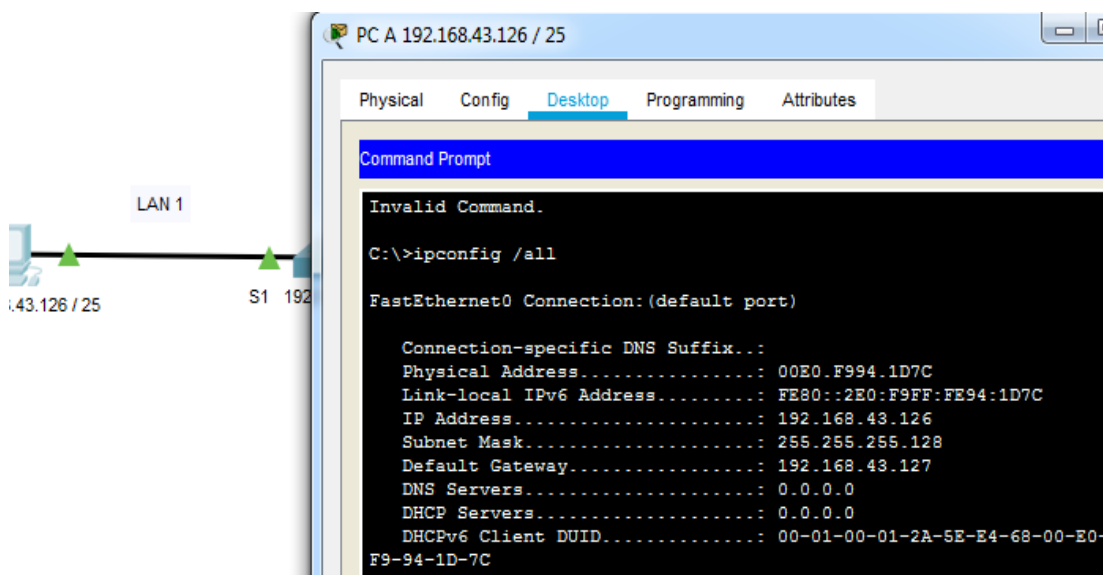 PC A 192.168.43.126 / 25
Physical Config Desktop Programming Attributes
Command Prompt
Invalid Command.
C:\>ipconfig /all
FastEthernet0 Connection:(default port)
Connection-specific DNS Suffix..:
Physical Address................: 00E0.F994.1D7C
Link-local IPv6 Address.........: FE80::2E0:F9FF:FE94:1D7C
IP Address......................: 192.168.43.126
Subnet Mask.....................: 255.255.255.128
Default Gateway.................: 192.168.43.127
DNS Servers.....................: 0.0.0.0
DHCP Servers....................: 0.0.0.0
DHCPv6 Client DUID..............: 00-01-00-01-2A-5E-E4-68-00-E0-
F9-94-1D-7C
LAN 1
.43.126 / 25
S1 192